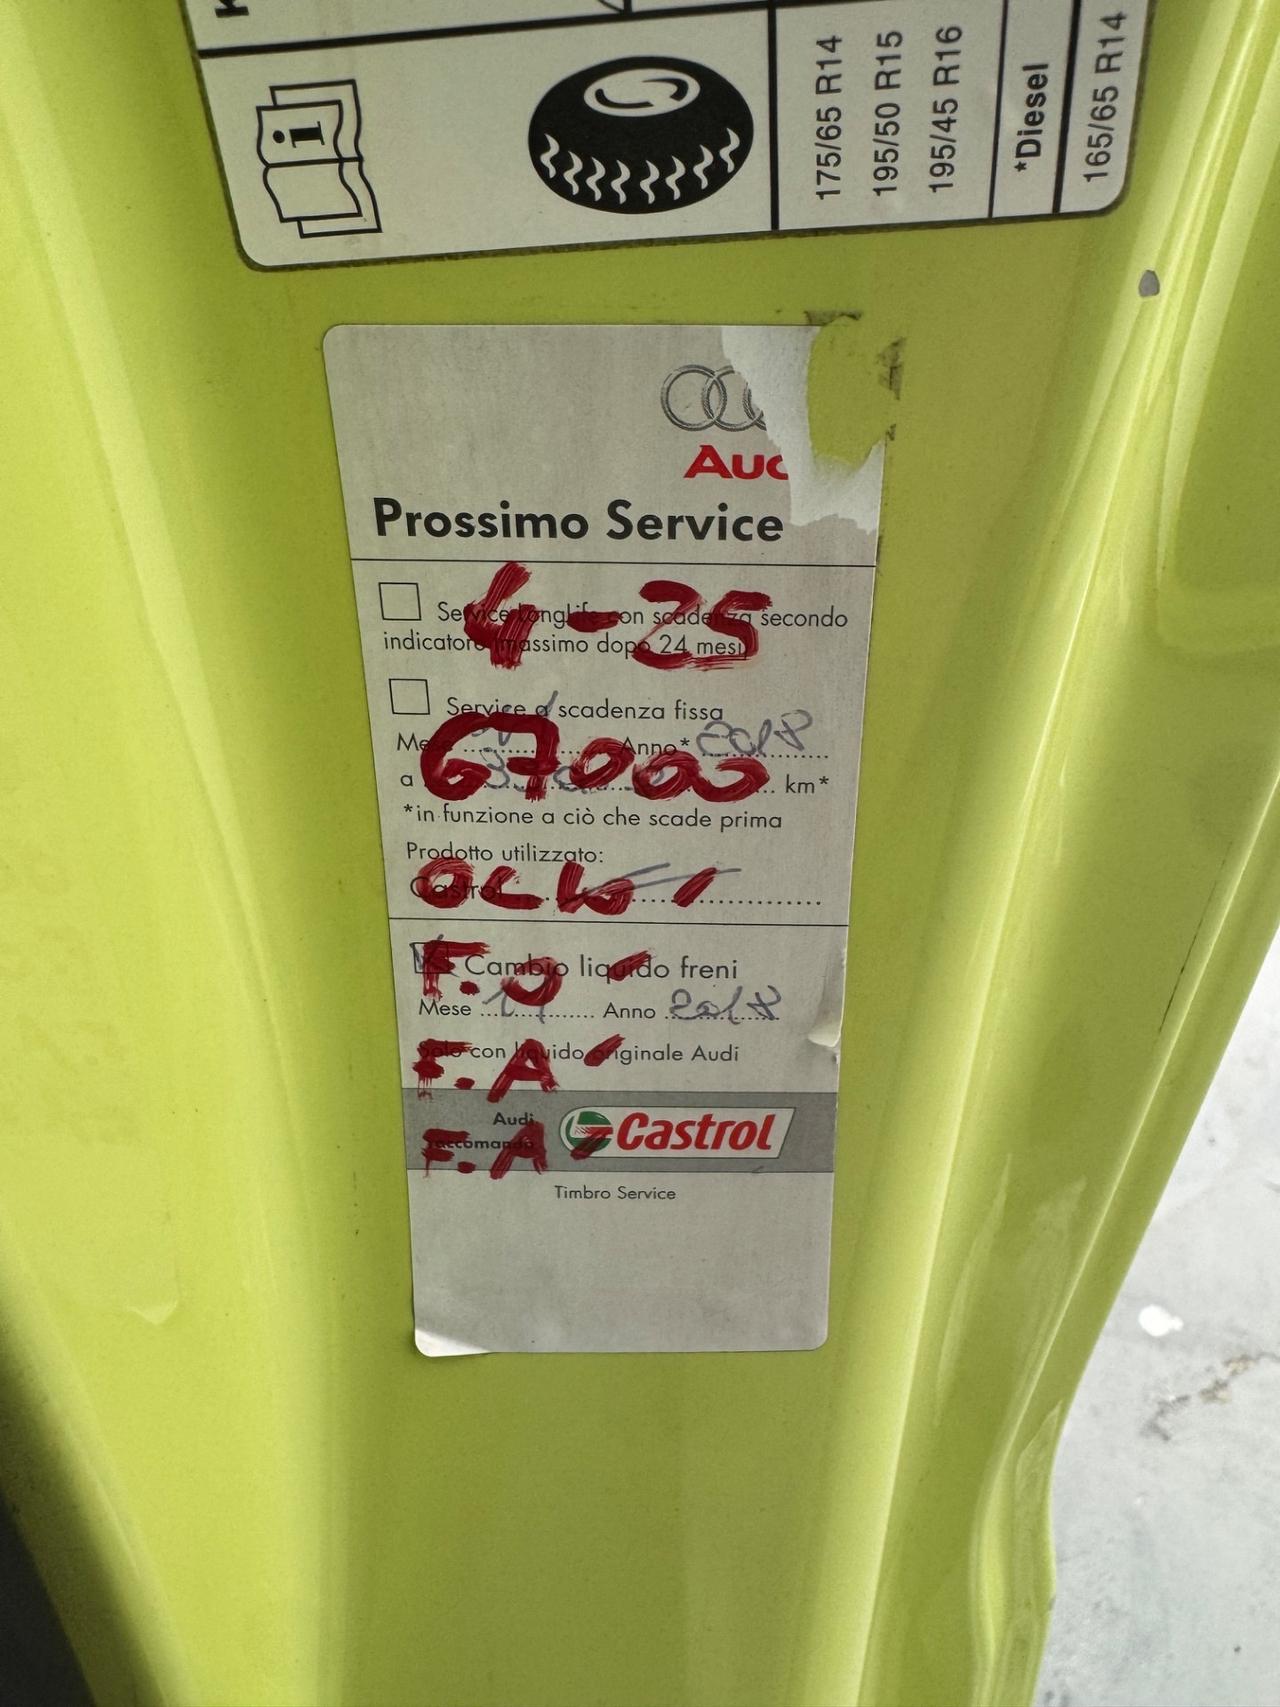 175/65 R14
195/50 R15
195/45 R16
*Diesel
165/65 R14
Aud
Prossimo Service
4-25
Service Longlife con scadenza secondo
indicatore (massimo dopo 24 mesi)
Service a scadenza fissa
Mese Anno* 2018
67000
a km*
*in funzione a ciò che scade prima
Prodotto utilizzato:
Castrol
F.O -
Cambio liquido freni
Mese Anno
F.A -
Solo con liquido originale Audi
F.A -
Audi
raccomanda
Castrol
Timbro Service